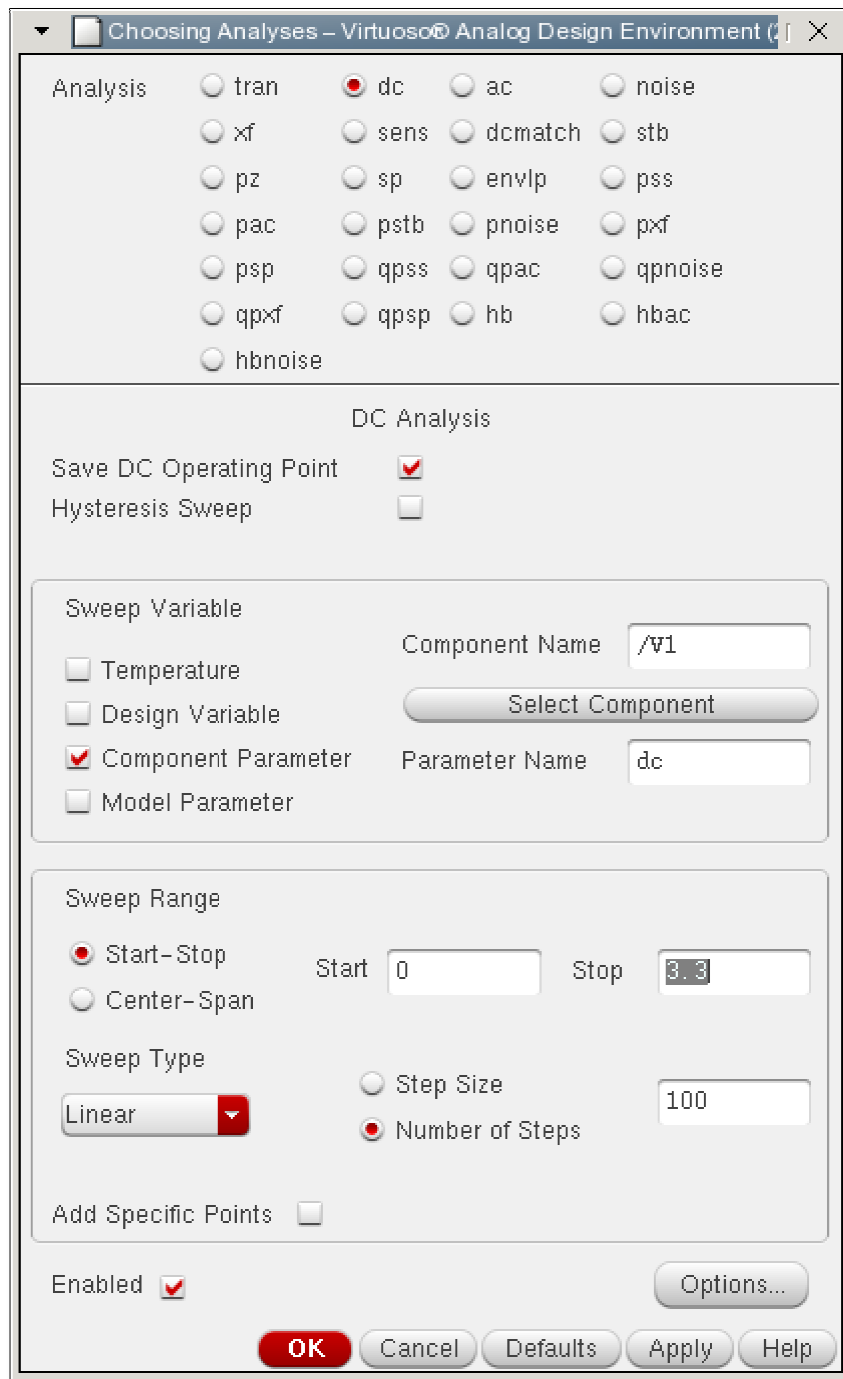 Choosing Analyses – Virtuoso® Analog Design Environment (2
Analysis tran dc ac noise
xf sens dcmatch stb
pz sp envlp pss
pac pstb pnoise pxf
psp qpss qpac qpnoise
qpxf qpsp hb hbac
hbnoise
DC Analysis
Save DC Operating Point
Hysteresis Sweep
Sweep Variable
Temperature
Design Variable
Component Parameter
Model Parameter
Component Name /V1
Select Component
Parameter Name dc
Sweep Range
Start-Stop
Center-Span
Start 0 Stop 3.3
Sweep Type
Linear
Step Size
Number of Steps
100
Add Specific Points
Enabled Options...
OK Cancel Defaults Apply Help